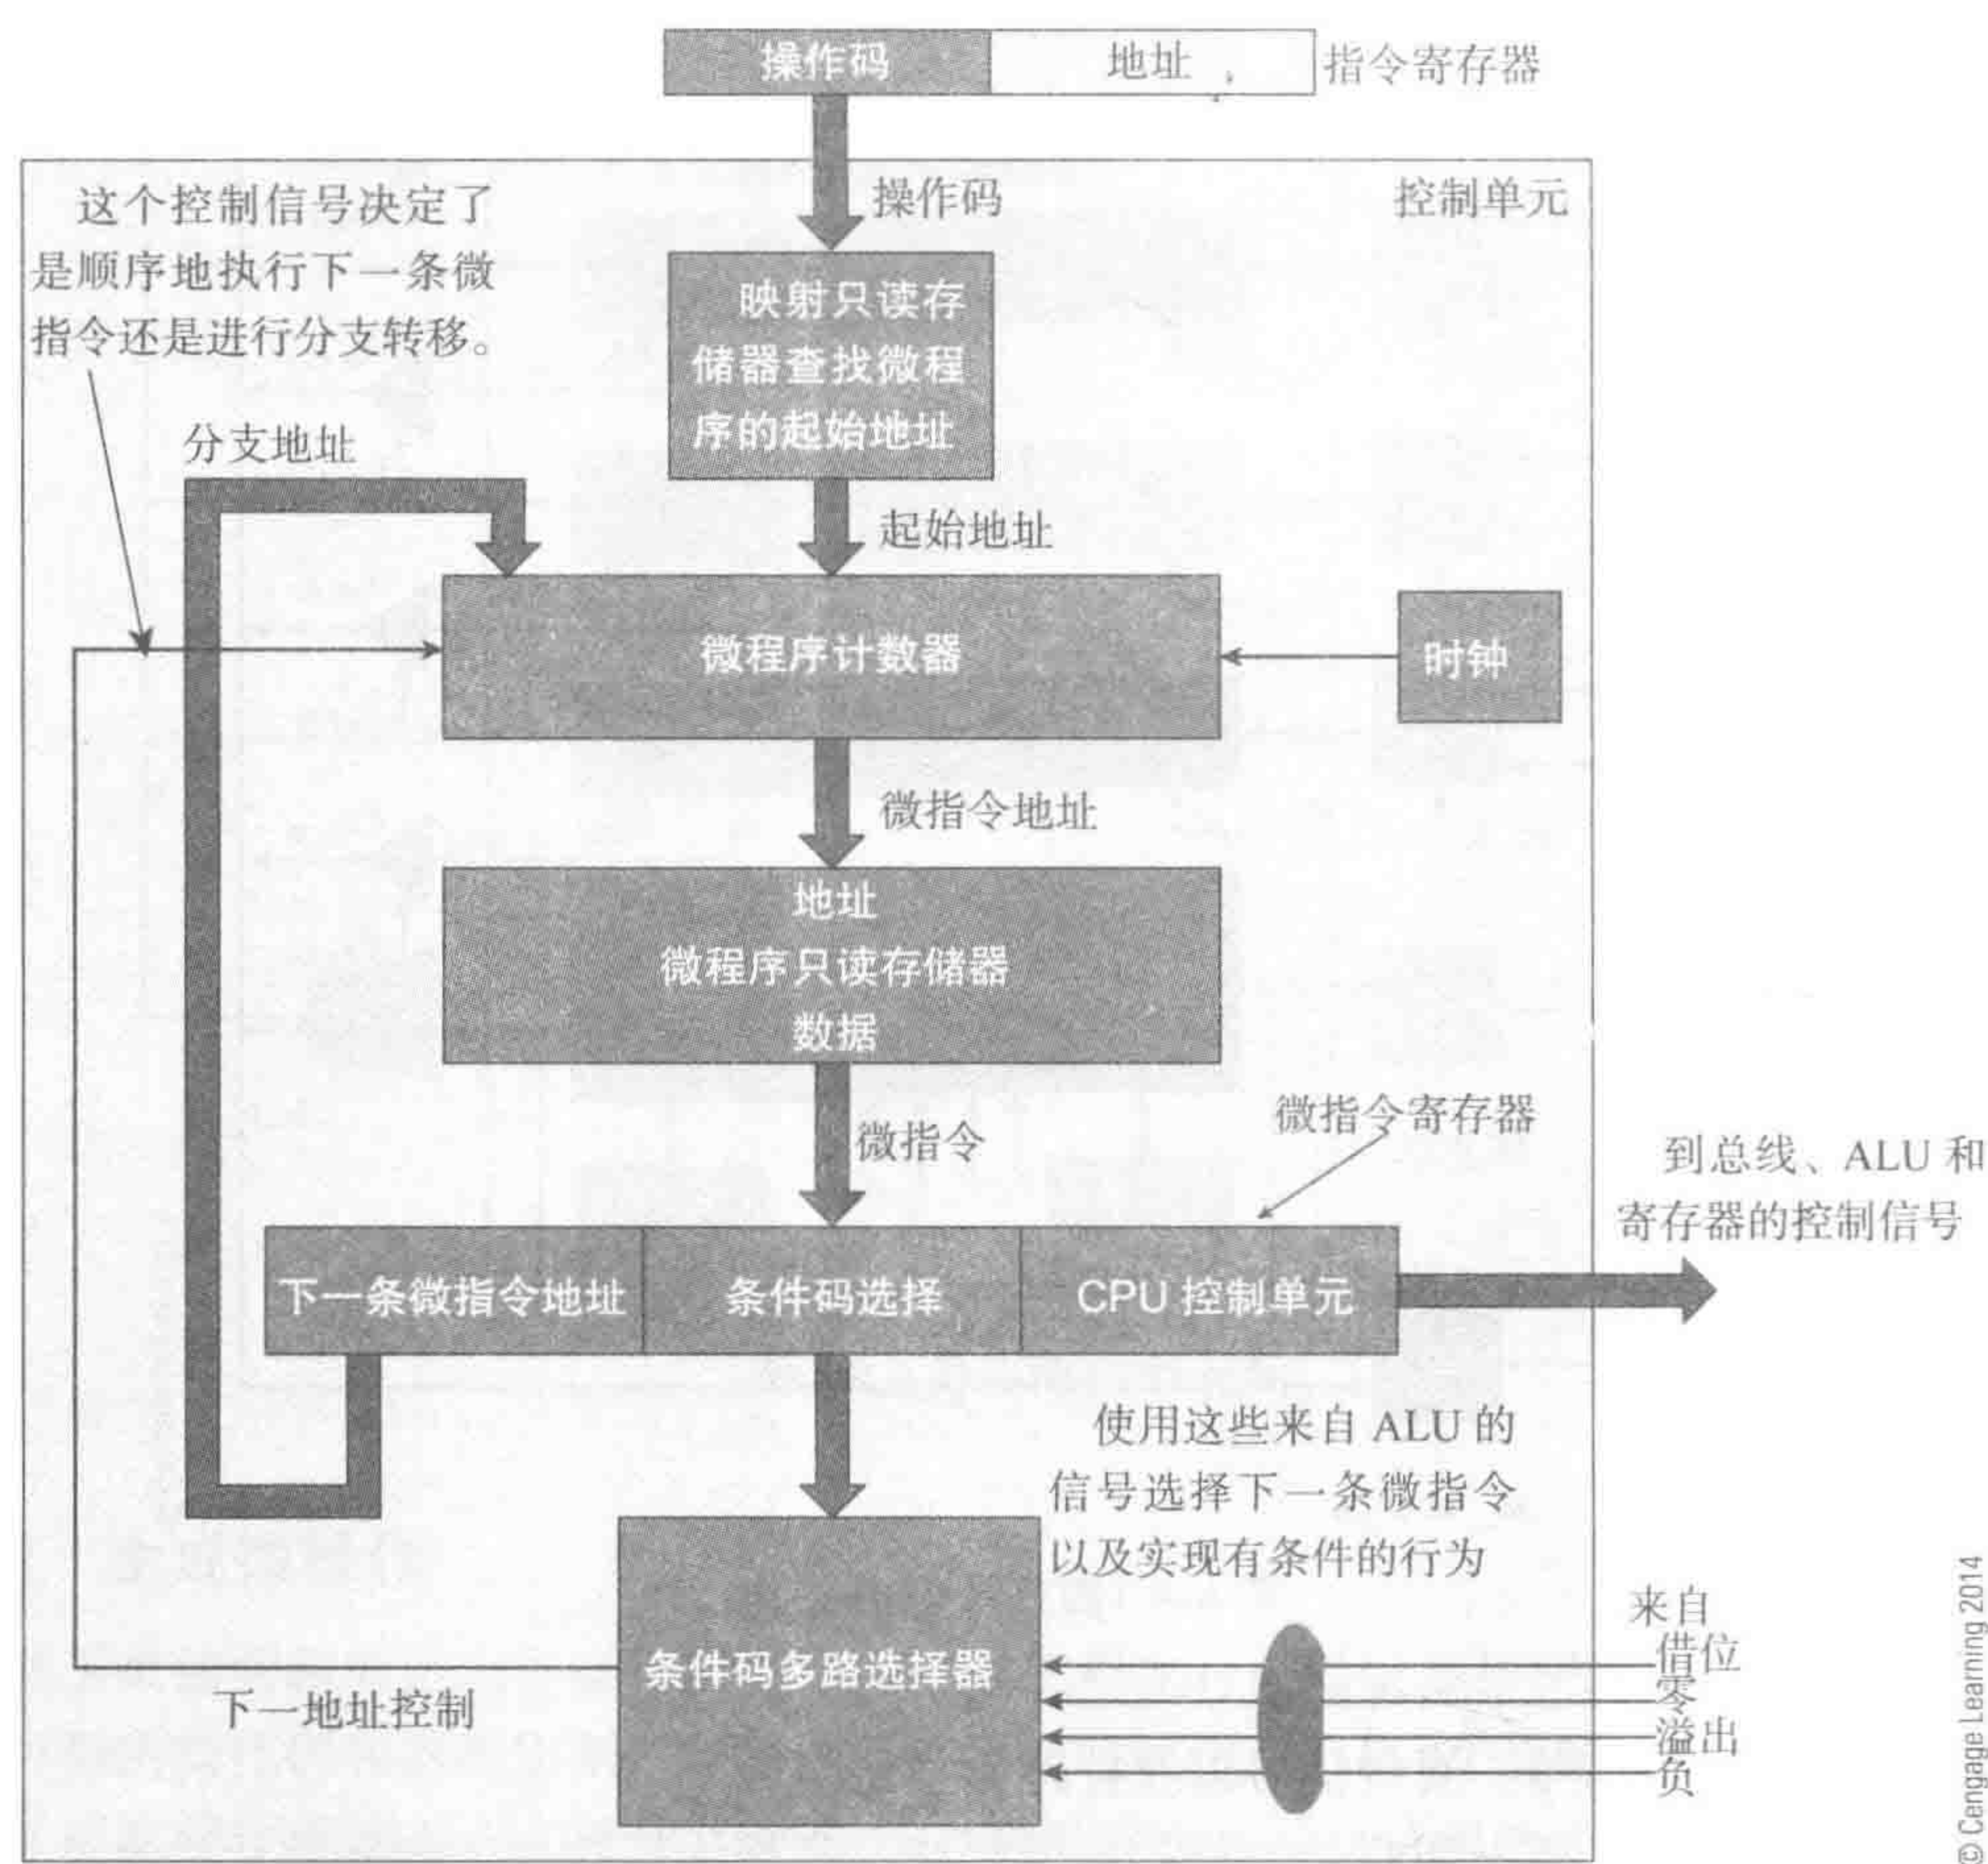 操作码 地址 指令寄存器
操作码
控制单元
这个控制信号决定了
是顺序地执行下一条微
指令还是进行分支转移。
映射只读存
储器查找微程
序的起始地址
分支地址
起始地址
微程序计数器
时钟
微指令地址
地址
微程序只读存储器
数据
微指令
微指令寄存器
到总线、ALU 和
寄存器的控制信号
下一条微指令地址 条件码选择 CPU 控制单元
使用这些来自 ALU 的
信号选择下一条微指令
以及实现有条件的行为
条件码多路选择器
下一地址控制
来自
借位
零
溢出
负
© Cengage Learning 2014